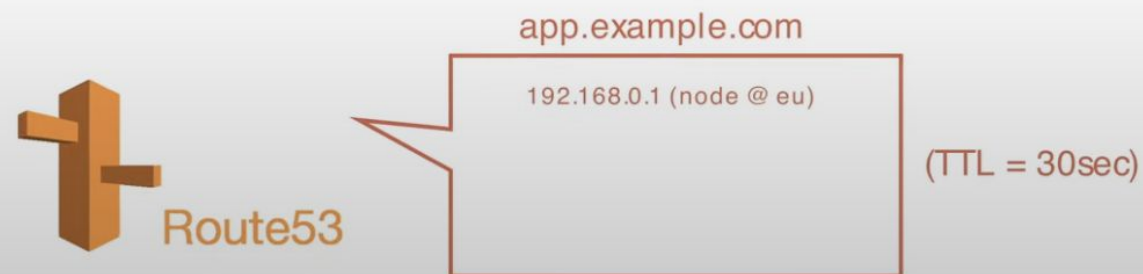 app.example.com
192.168.0.1 (node @ eu)
(TTL = 30sec)
Route53